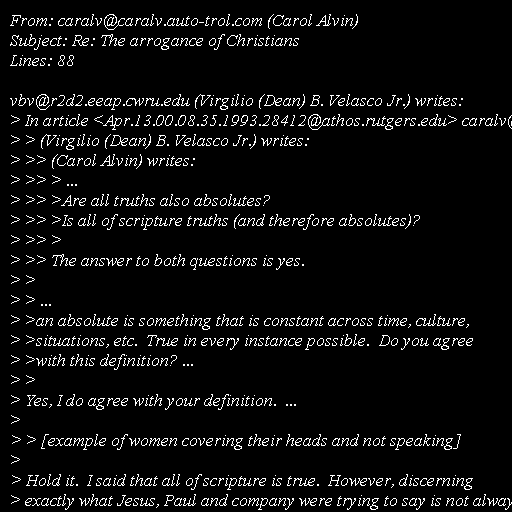 From: caralv@caralv.auto-trol.com (Carol Alvin)
Subject: Re: The arrogance of Christians
Lines: 88

vbv@r2d2.eeap.cwru.edu (Virgilio (Dean) B. Velasco Jr.) writes:
> In article <Apr.13.00.08.35.1993.28412@athos.rutgers.edu> caralv@
> > (Virgilio (Dean) B. Velasco Jr.) writes:
> >> (Carol Alvin) writes:
> >> > ...
> >> >Are all truths also absolutes?
> >> >Is all of scripture truths (and therefore absolutes)?
> >> >
> >> The answer to both questions is yes.
> >
> > ...
> >an absolute is something that is constant across time, culture,
> >situations, etc.  True in every instance possible.  Do you agree
> >with this definition? ...
> >
> Yes, I do agree with your definition.  ...
>
> > [example of women covering their heads and not speaking]
>
> Hold it.  I said that all of scripture is true.  However, discerning
> exactly what Jesus, Paul and company were trying to say is not alway